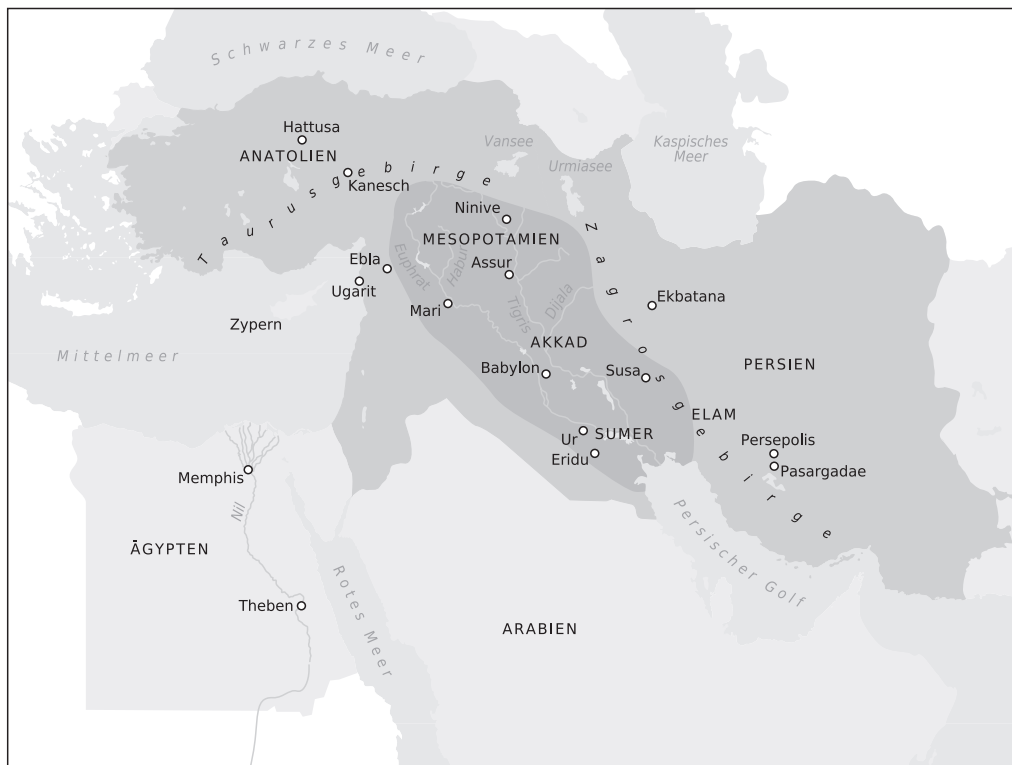 Schwarzes Meer
Hattusa
ANATOLIEN
Kanesch
Taurusgebirge
Vansee
Urmiasee
Kaspisches
Meer
Ninive
MESOPOTAMIEN
Assur
Ebla
Ugarit
Euphrat
Habur
Mari
Tigris
Dijala
Zagrosgebirge
Ekbatana
Zypern
Mittelmeer
AKKAD
Babylon
Susa
PERSIEN
ELAM
Ur
SUMER
Eridu
Persepolis
Pasargadae
Memphis
Nil
ÄGYPTEN
Theben
Rotes Meer
Persischer Golf
ARABIEN